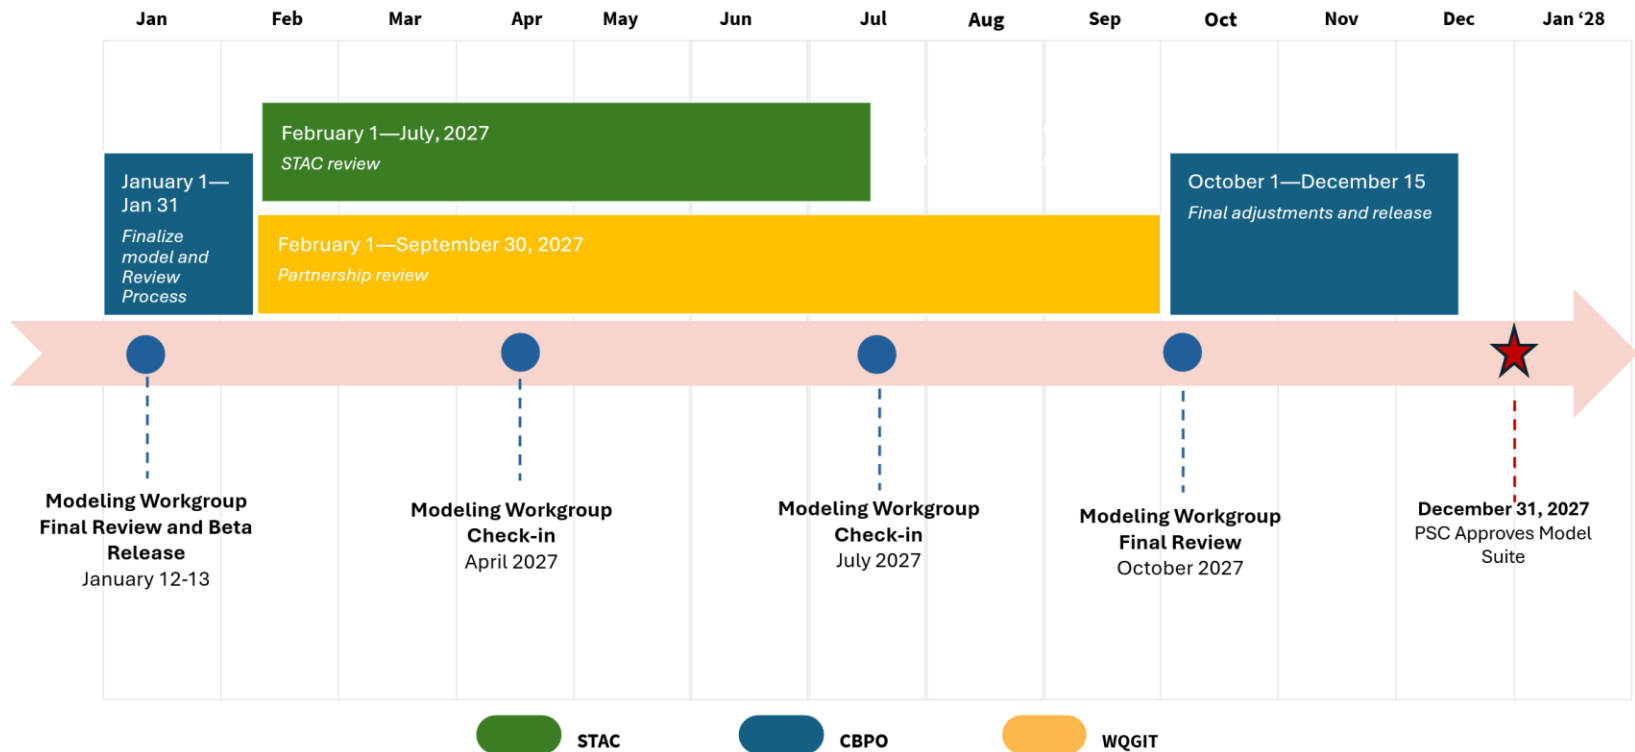 Jan Feb Mar Apr May Jun Jul Aug Sep Oct Nov Dec Jan ‘28
February 1—July, 2027
STAC review
January 1—
Jan 31
Finalize
model and
Review
Process
February 1—September 30, 2027
Partnership review
October 1—December 15
Final adjustments and release
Modeling Workgroup
Final Review and Beta
Release
January 12-13
Modeling Workgroup
Check-in
April 2027
Modeling Workgroup
Check-in
July 2027
Modeling Workgroup
Final Review
October 2027
December 31, 2027
PSC Approves Model
Suite
STAC CBPO WQGIT